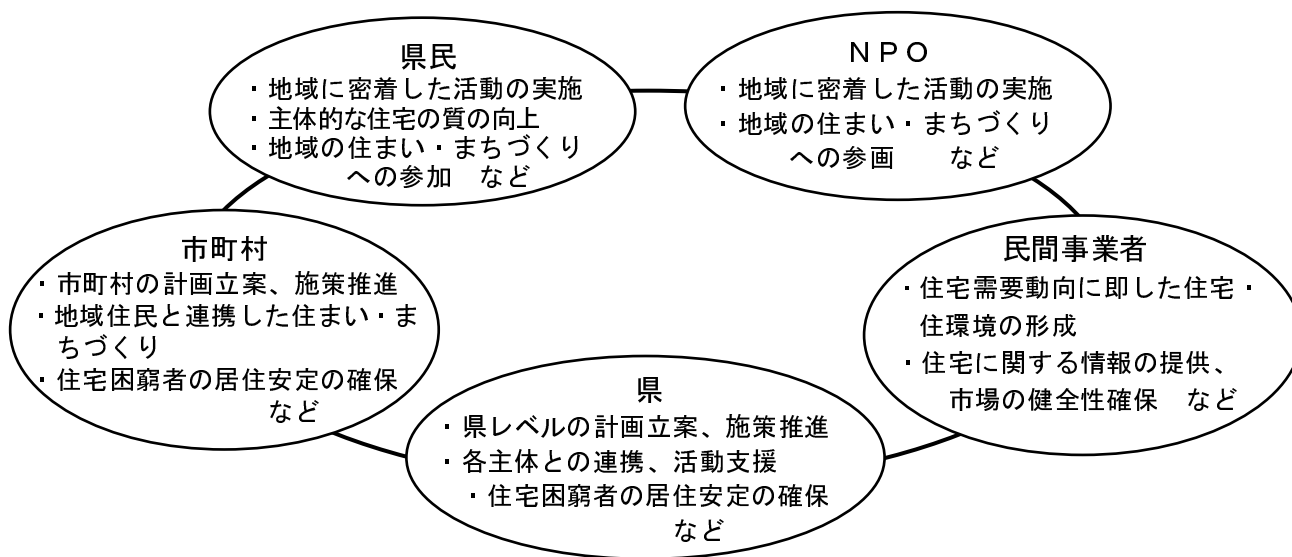 県民
・地域に密着した活動の実施
・主体的な住宅の質の向上
・地域の住まい・まちづくり
への参加　など
ＮＰＯ
・地域に密着した活動の実施
・地域の住まい・まちづくり
への参画　　など
市町村
・市町村の計画立案、施策推進
・地域住民と連携した住まい・ま
ちづくり
・住宅困窮者の居住安定の確保
など
民間事業者
・住宅需要動向に即した住宅・
住環境の形成
・住宅に関する情報の提供、
市場の健全性確保　など
県
・県レベルの計画立案、施策推進
・各主体との連携、活動支援
・住宅困窮者の居住安定の確保
など